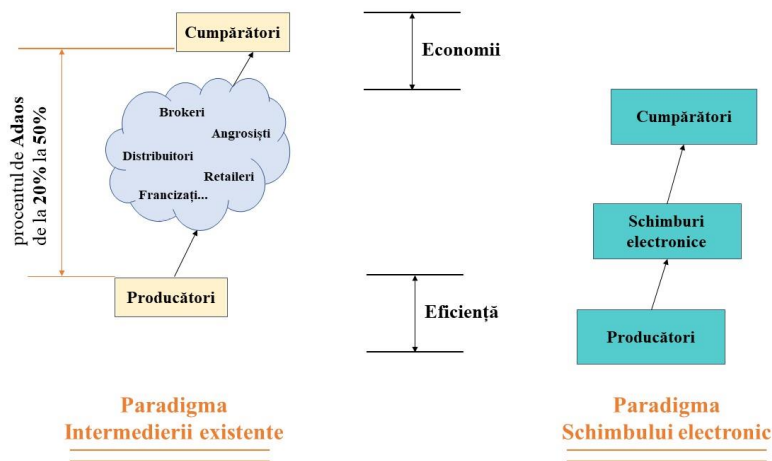 Cumpărători
procentul de Adaos
de la 20% la 50%
Brokeri
Angrosiști
Distribuitori
Retaileri
Francizați...
Producători
Paradigma
Intermedierii existente
Economii
Eficiență
Cumpărători
Schimburi
electronice
Producători
Paradigma
Schimbului electronic